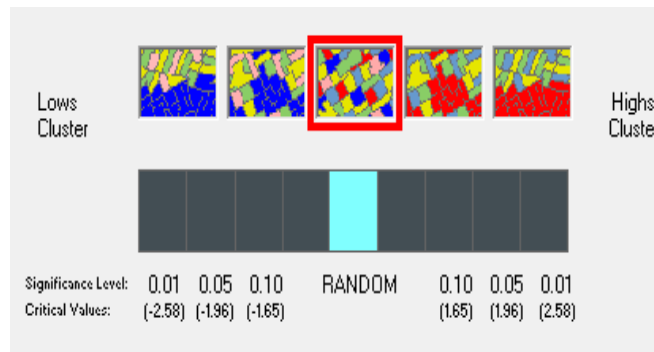 Lows
Cluster
Highs
Cluste
Significance Level: 0.01 0.05 0.10 RANDOM 0.10 0.05 0.01
Critical Values: (-2.58) (-1.96) (-1.65) (1.65) (1.96) (2.58)